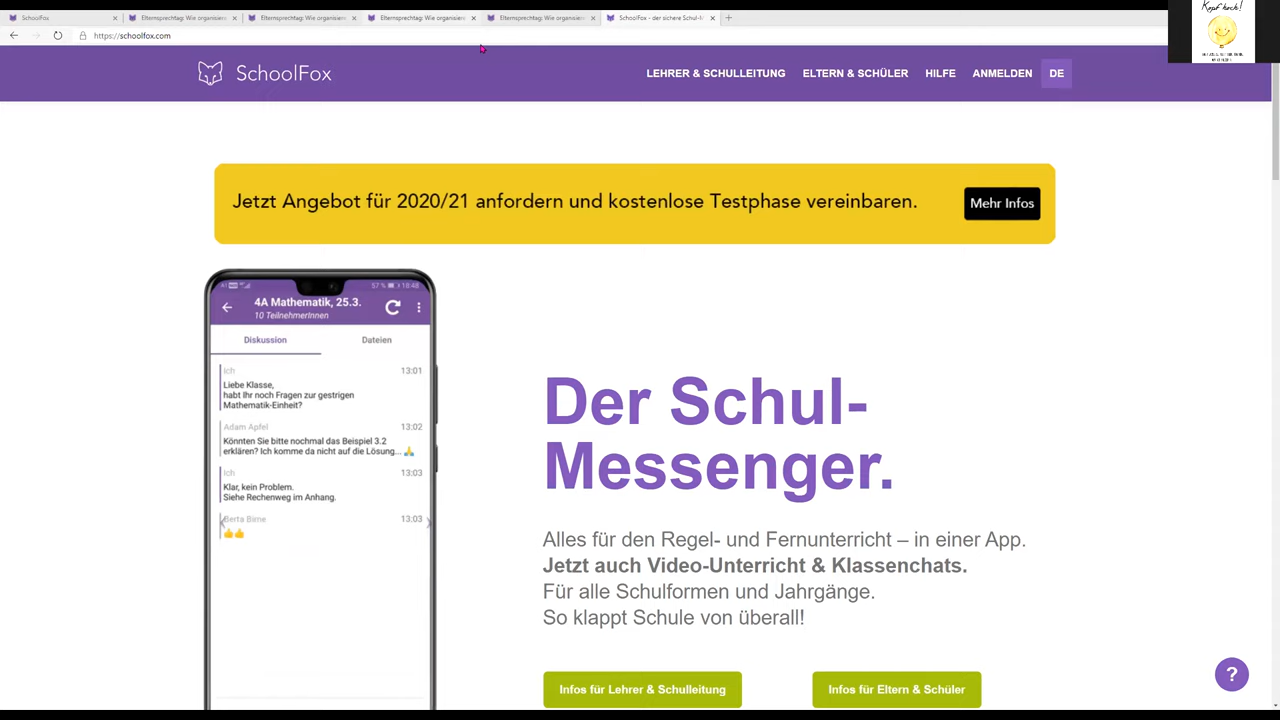 SchoolFox
Elternsprechtag: Wie organisiere
Elternsprechtag: Wie organisiere
Elternsprechtag: Wie organisiere
Elternsprechtag: Wie organisiere
SchoolFox – der sichere Schul-M
https://schoolfox.com
Kopf hoch!
SchoolFox
LEHRER & SCHULLEITUNG
ELTERN & SCHÜLER
HILFE
ANMELDEN
DE
Jetzt Angebot für 2020/21 anfordern und kostenlose Testphase vereinbaren.
Mehr Infos
57 % 10:48
4A Mathematik, 25.3.
10 TeilnehmerInnen
Diskussion
Dateien
Ich 13:01
Liebe Klasse,
habt Ihr noch Fragen zur gestrigen
Mathematik-Einheit?
Adam Apfel 13:02
Könnten Sie bitte nochmal das Beispiel 3.2
erklären? Ich komme da nicht auf die Lösung... 🙏
Ich 13:03
Klar, kein Problem.
Siehe Rechenweg im Anhang.
Berta Birne 13:03
👍👍
Der Schul-
Messenger.
Alles für den Regel- und Fernunterricht – in einer App.
Jetzt auch Video-Unterricht & Klassenchats.
Für alle Schulformen und Jahrgänge.
So klappt Schule von überall!
Infos für Lehrer & Schulleitung
Infos für Eltern & Schüler
?